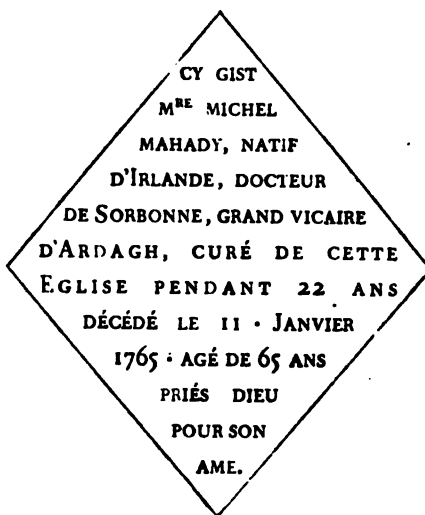 CY GIST
MRE MICHEL
MAHADY, NATIF
D'IRLANDE, DOCTEUR
DE SORBONNE, GRAND VICAIRE
D'ARDAGH, CURÉ DE CETTE
EGLISE PENDANT 22 ANS
DÉCÉDÉ LE 11 · JANVIER
1765 : AGÉ DE 65 ANS
PRIÉS DIEU
POUR SON
AME.